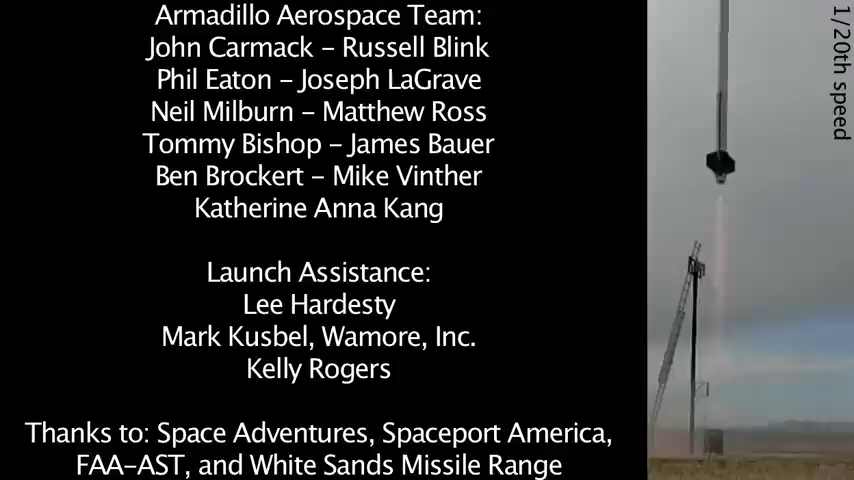 Armadillo Aerospace Team:
John Carmack - Russell Blink
Phil Eaton - Joseph LaGrave
Neil Milburn - Matthew Ross
Tommy Bishop - James Bauer
Ben Brockert - Mike Vinther
Katherine Anna Kang
Launch Assistance:
Lee Hardesty
Mark Kusbel, Wamore, Inc.
Kelly Rogers
Thanks to: Space Adventures, Spaceport America,
FAA-AST, and White Sands Missile Range
1/20th speed